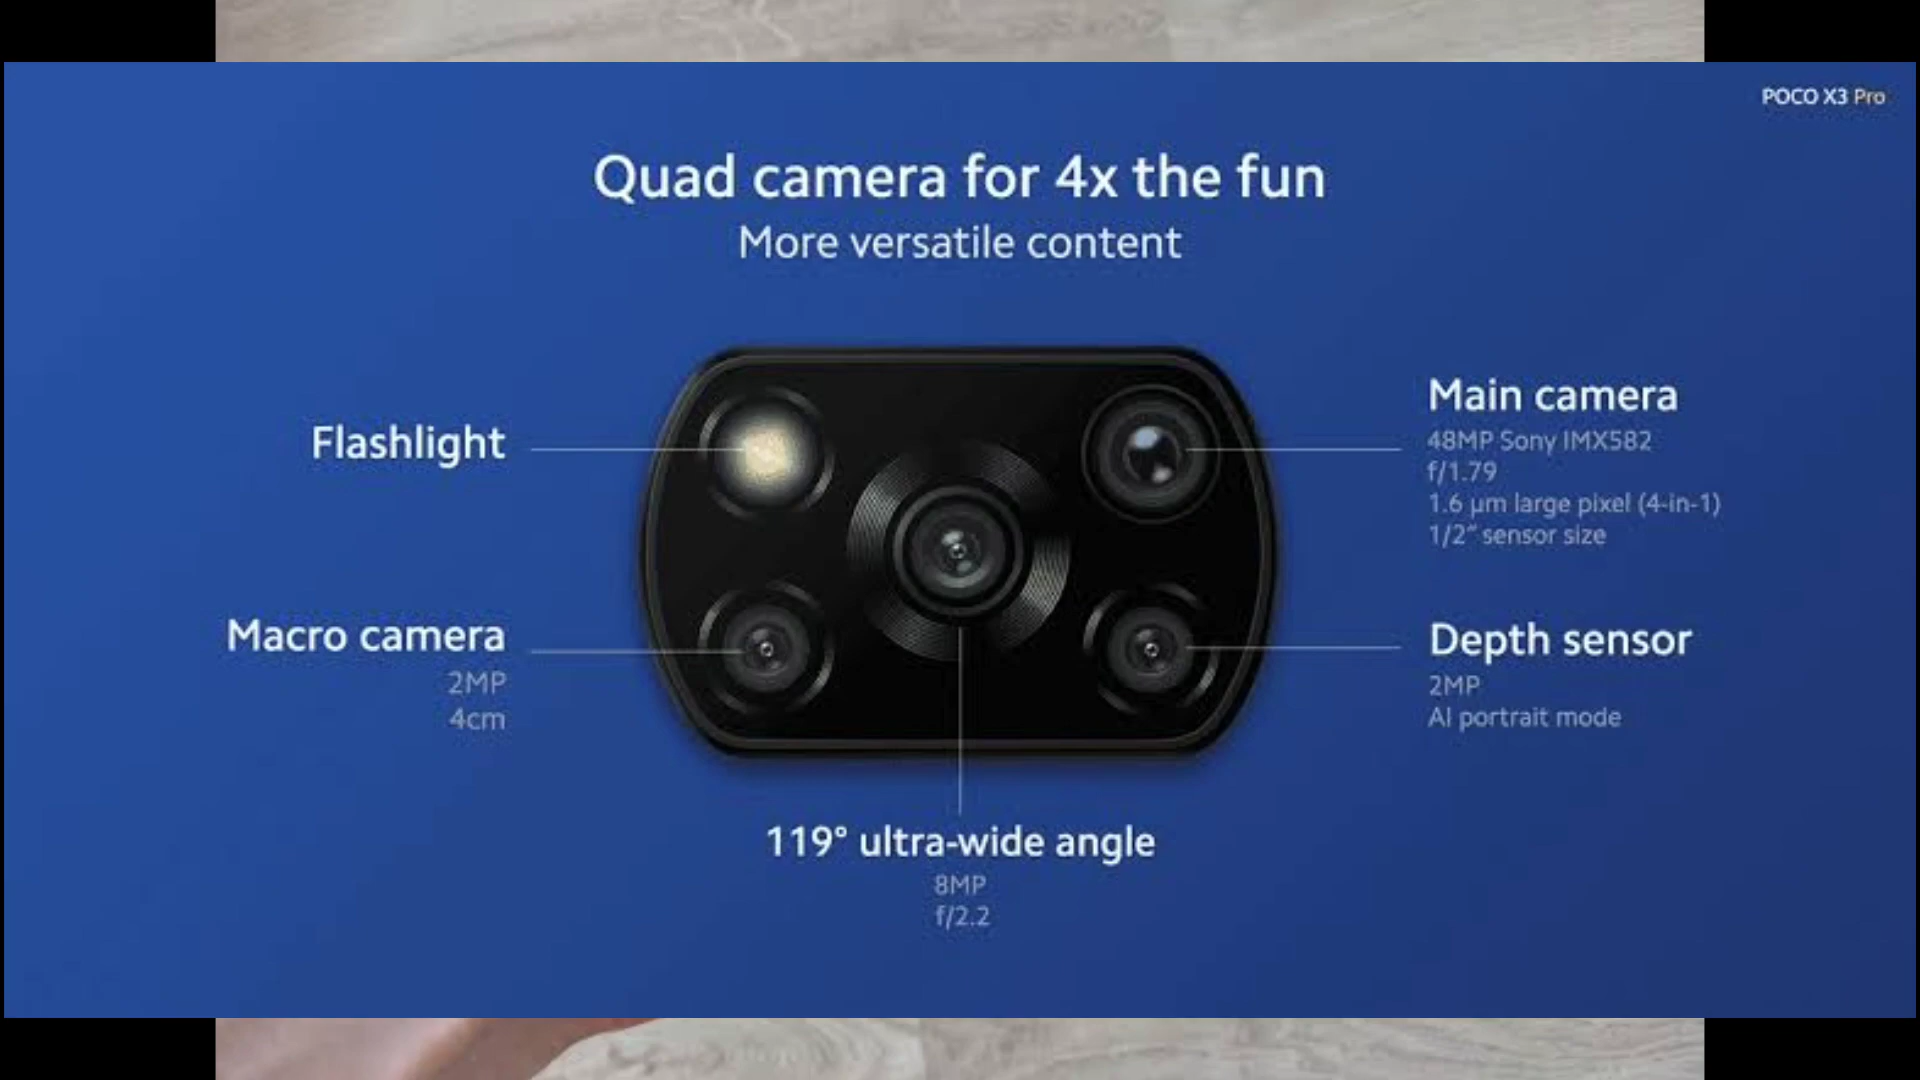 POCO X3 Pro
Quad camera for 4x the fun
More versatile content
Flashlight
Main camera
48MP Sony IMX582
f/1.79
1.6 μm large pixel (4-in-1)
1/2" sensor size
Macro camera
2MP
4cm
Depth sensor
2MP
AI portrait mode
119° ultra-wide angle
8MP
f/2.2